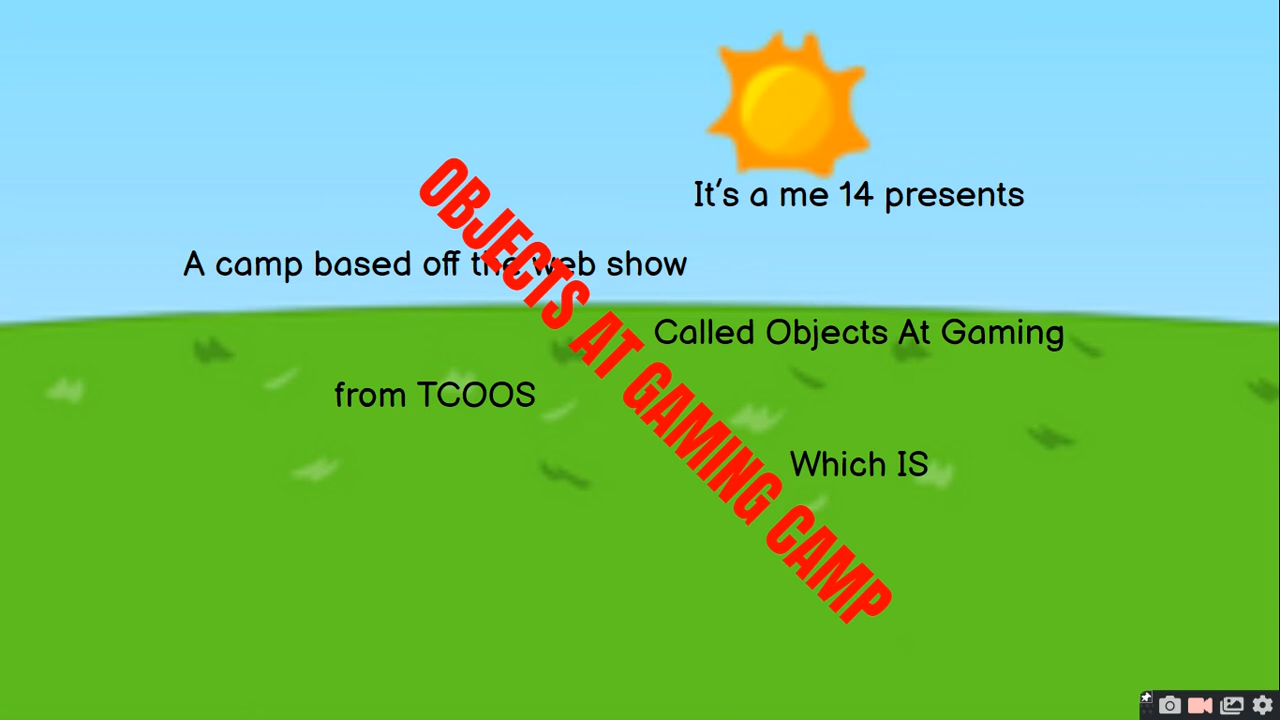 It's a me 14 presents
A camp based off the web show
Called Objects At Gaming
from TCOOS
Which IS
OBJECTS AT GAMING CAMP